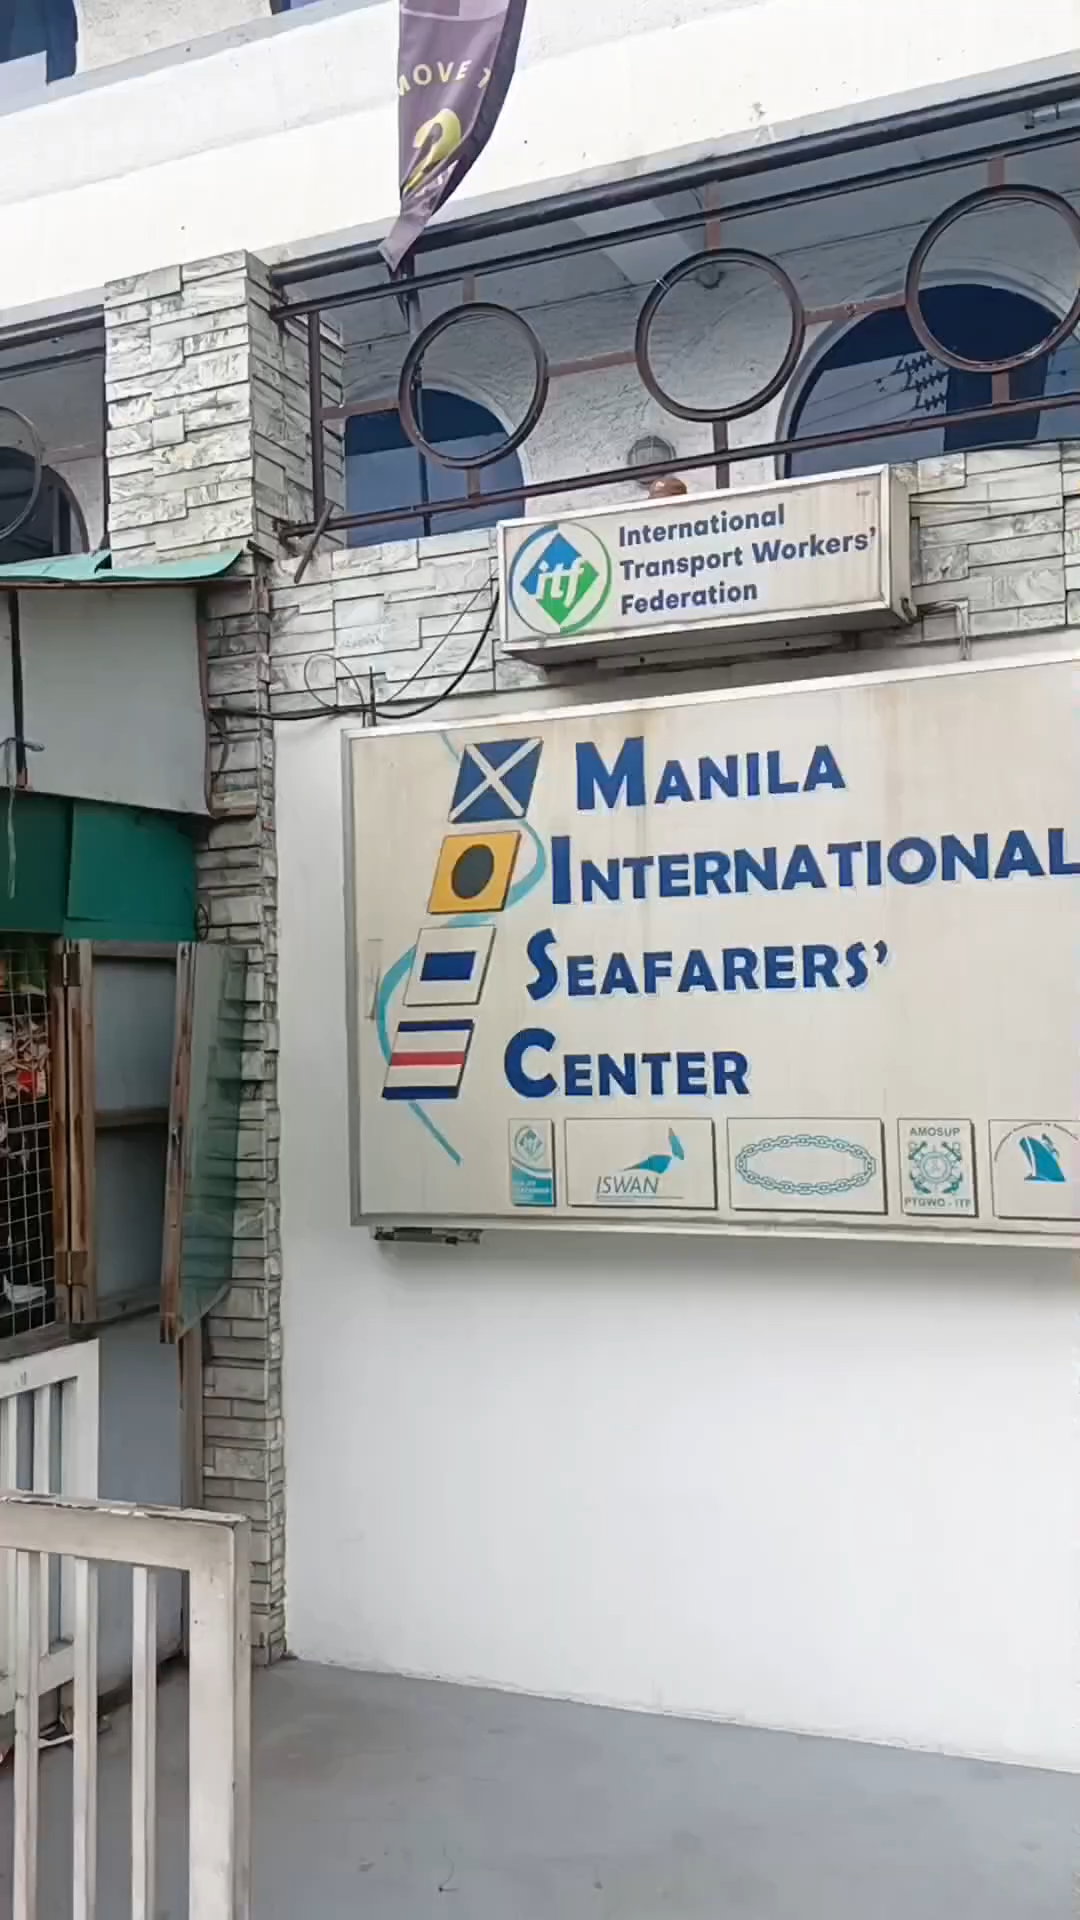 MOVE
itf
International
Transport Workers'
Federation
MANILA
INTERNATIONAL
SEAFARERS'
CENTER
ISWAN
AMOSUP
PTGWO - ITF